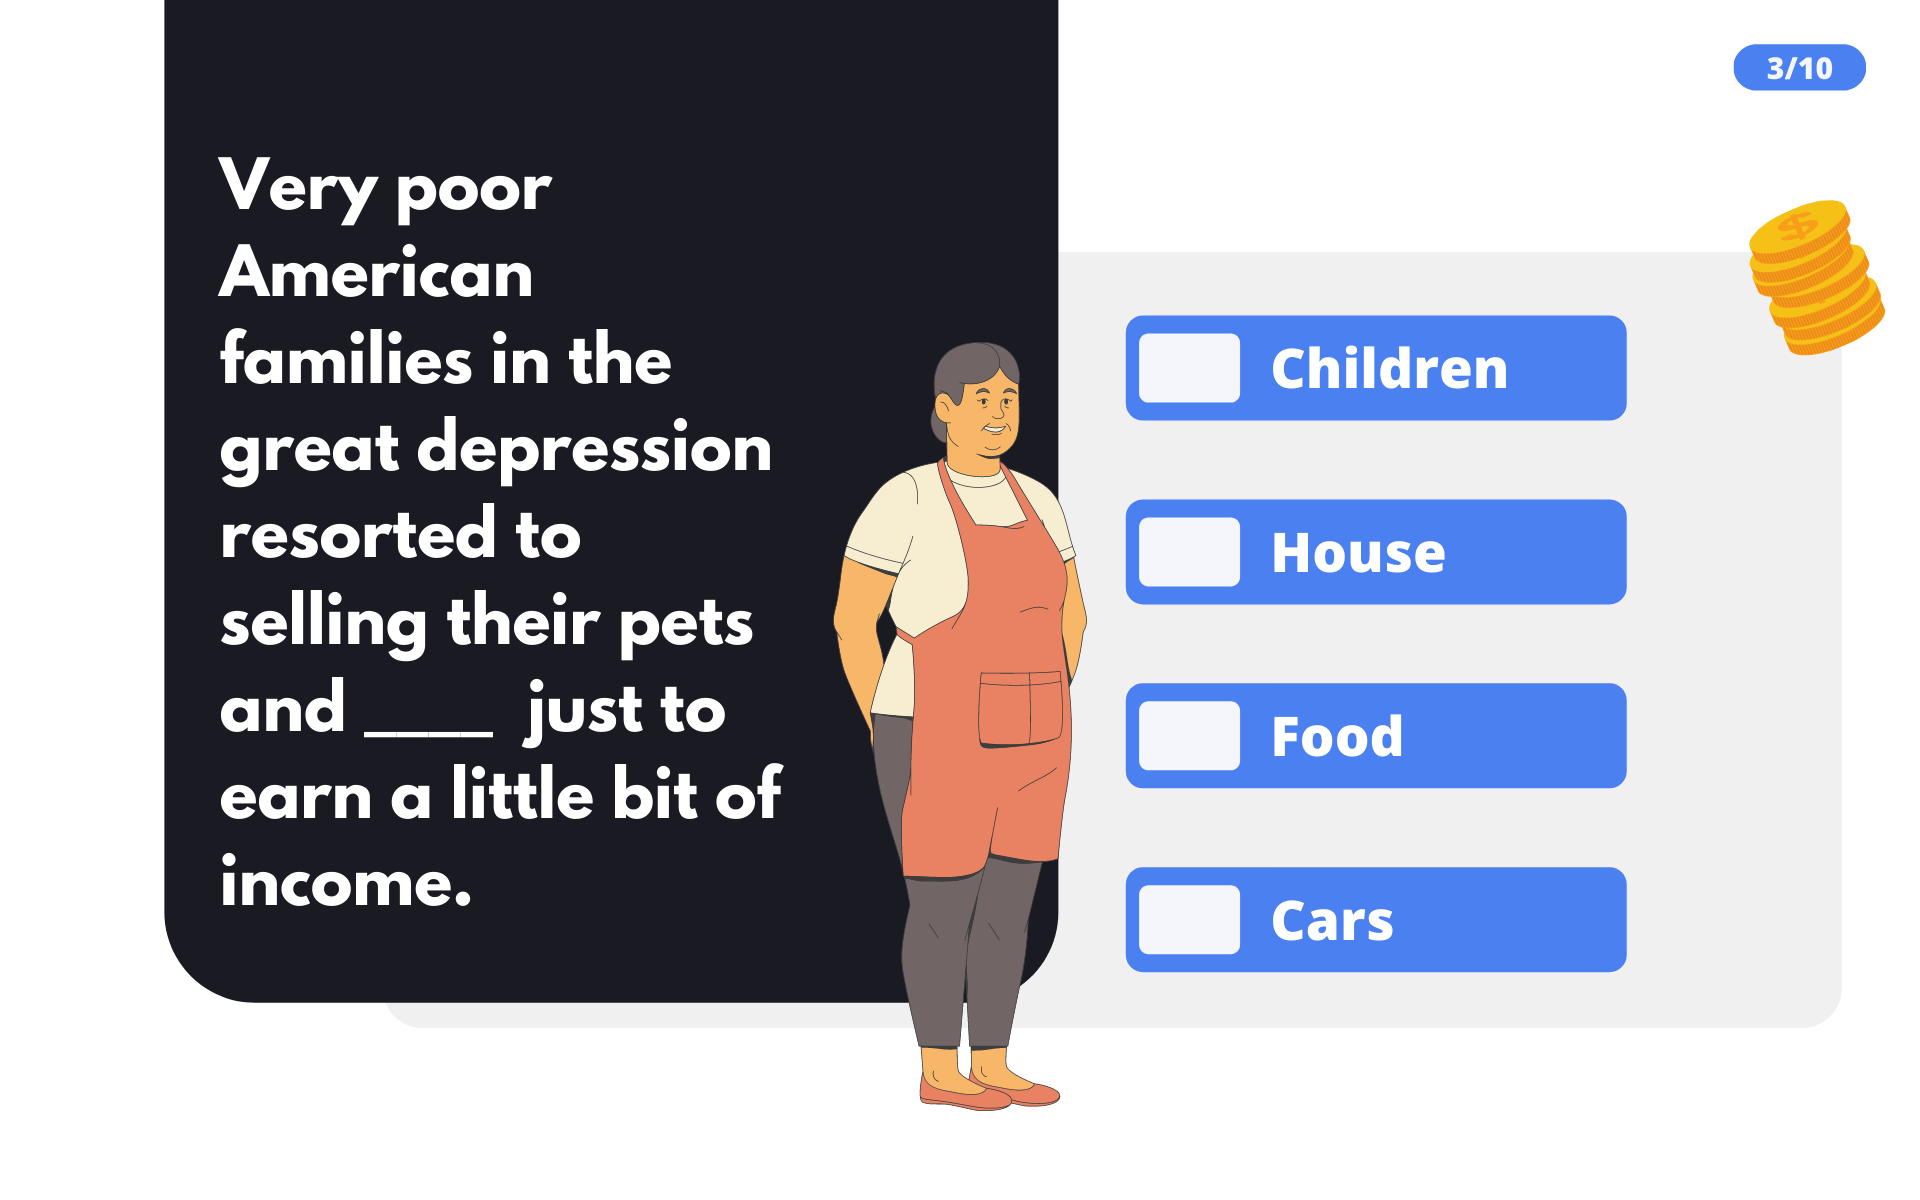 3/10
Very poor
American
families in the
great depression
resorted to
selling their pets
and ____ just to
earn a little bit of
income.
Children
House
Food
Cars